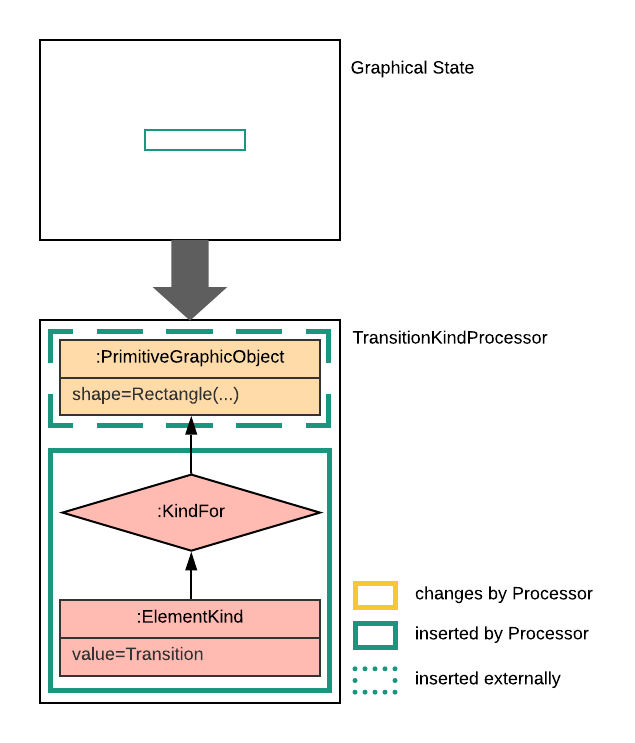 Graphical State
TransitionKindProcessor
:PrimitiveGraphicObject
shape=Rectangle(...)
:KindFor
:ElementKind
value=Transition
changes by Processor
inserted by Processor
inserted externally